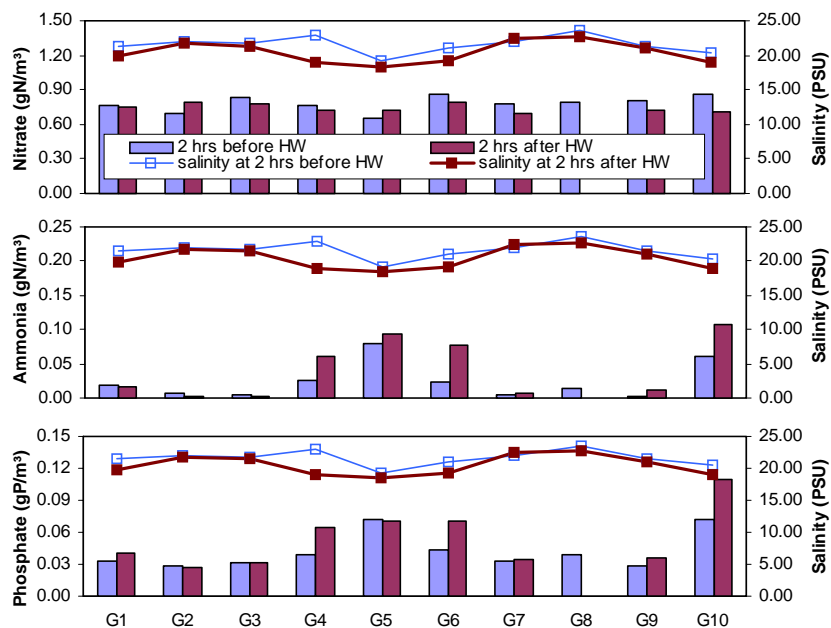 1.50 25.00
1.20 20.00
0.90 15.00
0.60 10.00
0.30 5.00
0.00 0.00
Nitrate (gN/m³)
Salinity (PSU)
2 hrs before HW 2 hrs after HW
salinity at 2 hrs before HW salinity at 2 hrs after HW
0.25 25.00
0.20 20.00
0.15 15.00
0.10 10.00
0.05 5.00
0.00 0.00
Ammonia (gN/m³)
Salinity (PSU)
0.15 25.00
0.12 20.00
0.09 15.00
0.06 10.00
0.03 5.00
0.00 0.00
Phosphate (gP/m³)
Salinity (PSU)
G1 G2 G3 G4 G5 G6 G7 G8 G9 G10